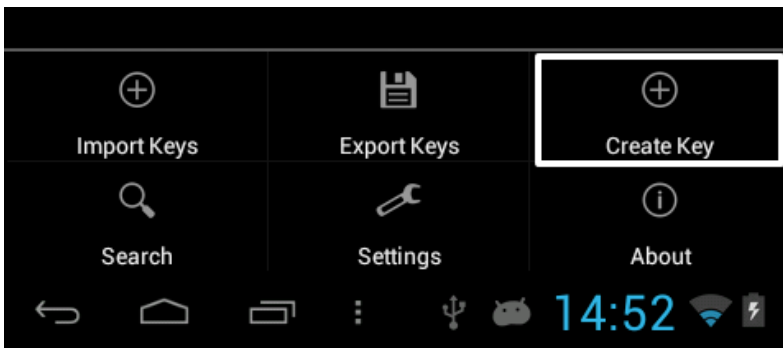 Import Keys
Export Keys
Create Key
Search
Settings
About
14:52